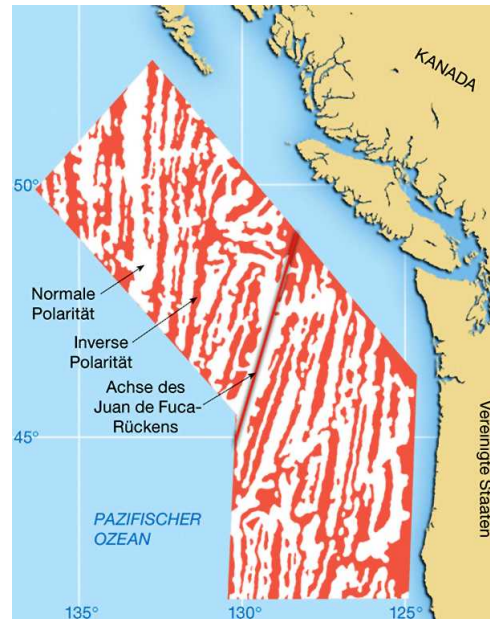 KANADA
50°
Normale
Polarität
Inverse
Polarität
Achse des
Juan de Fuca-
Rückens
45°
Vereinigte Staaten
PAZIFISCHER
OZEAN
135°
130°
125°